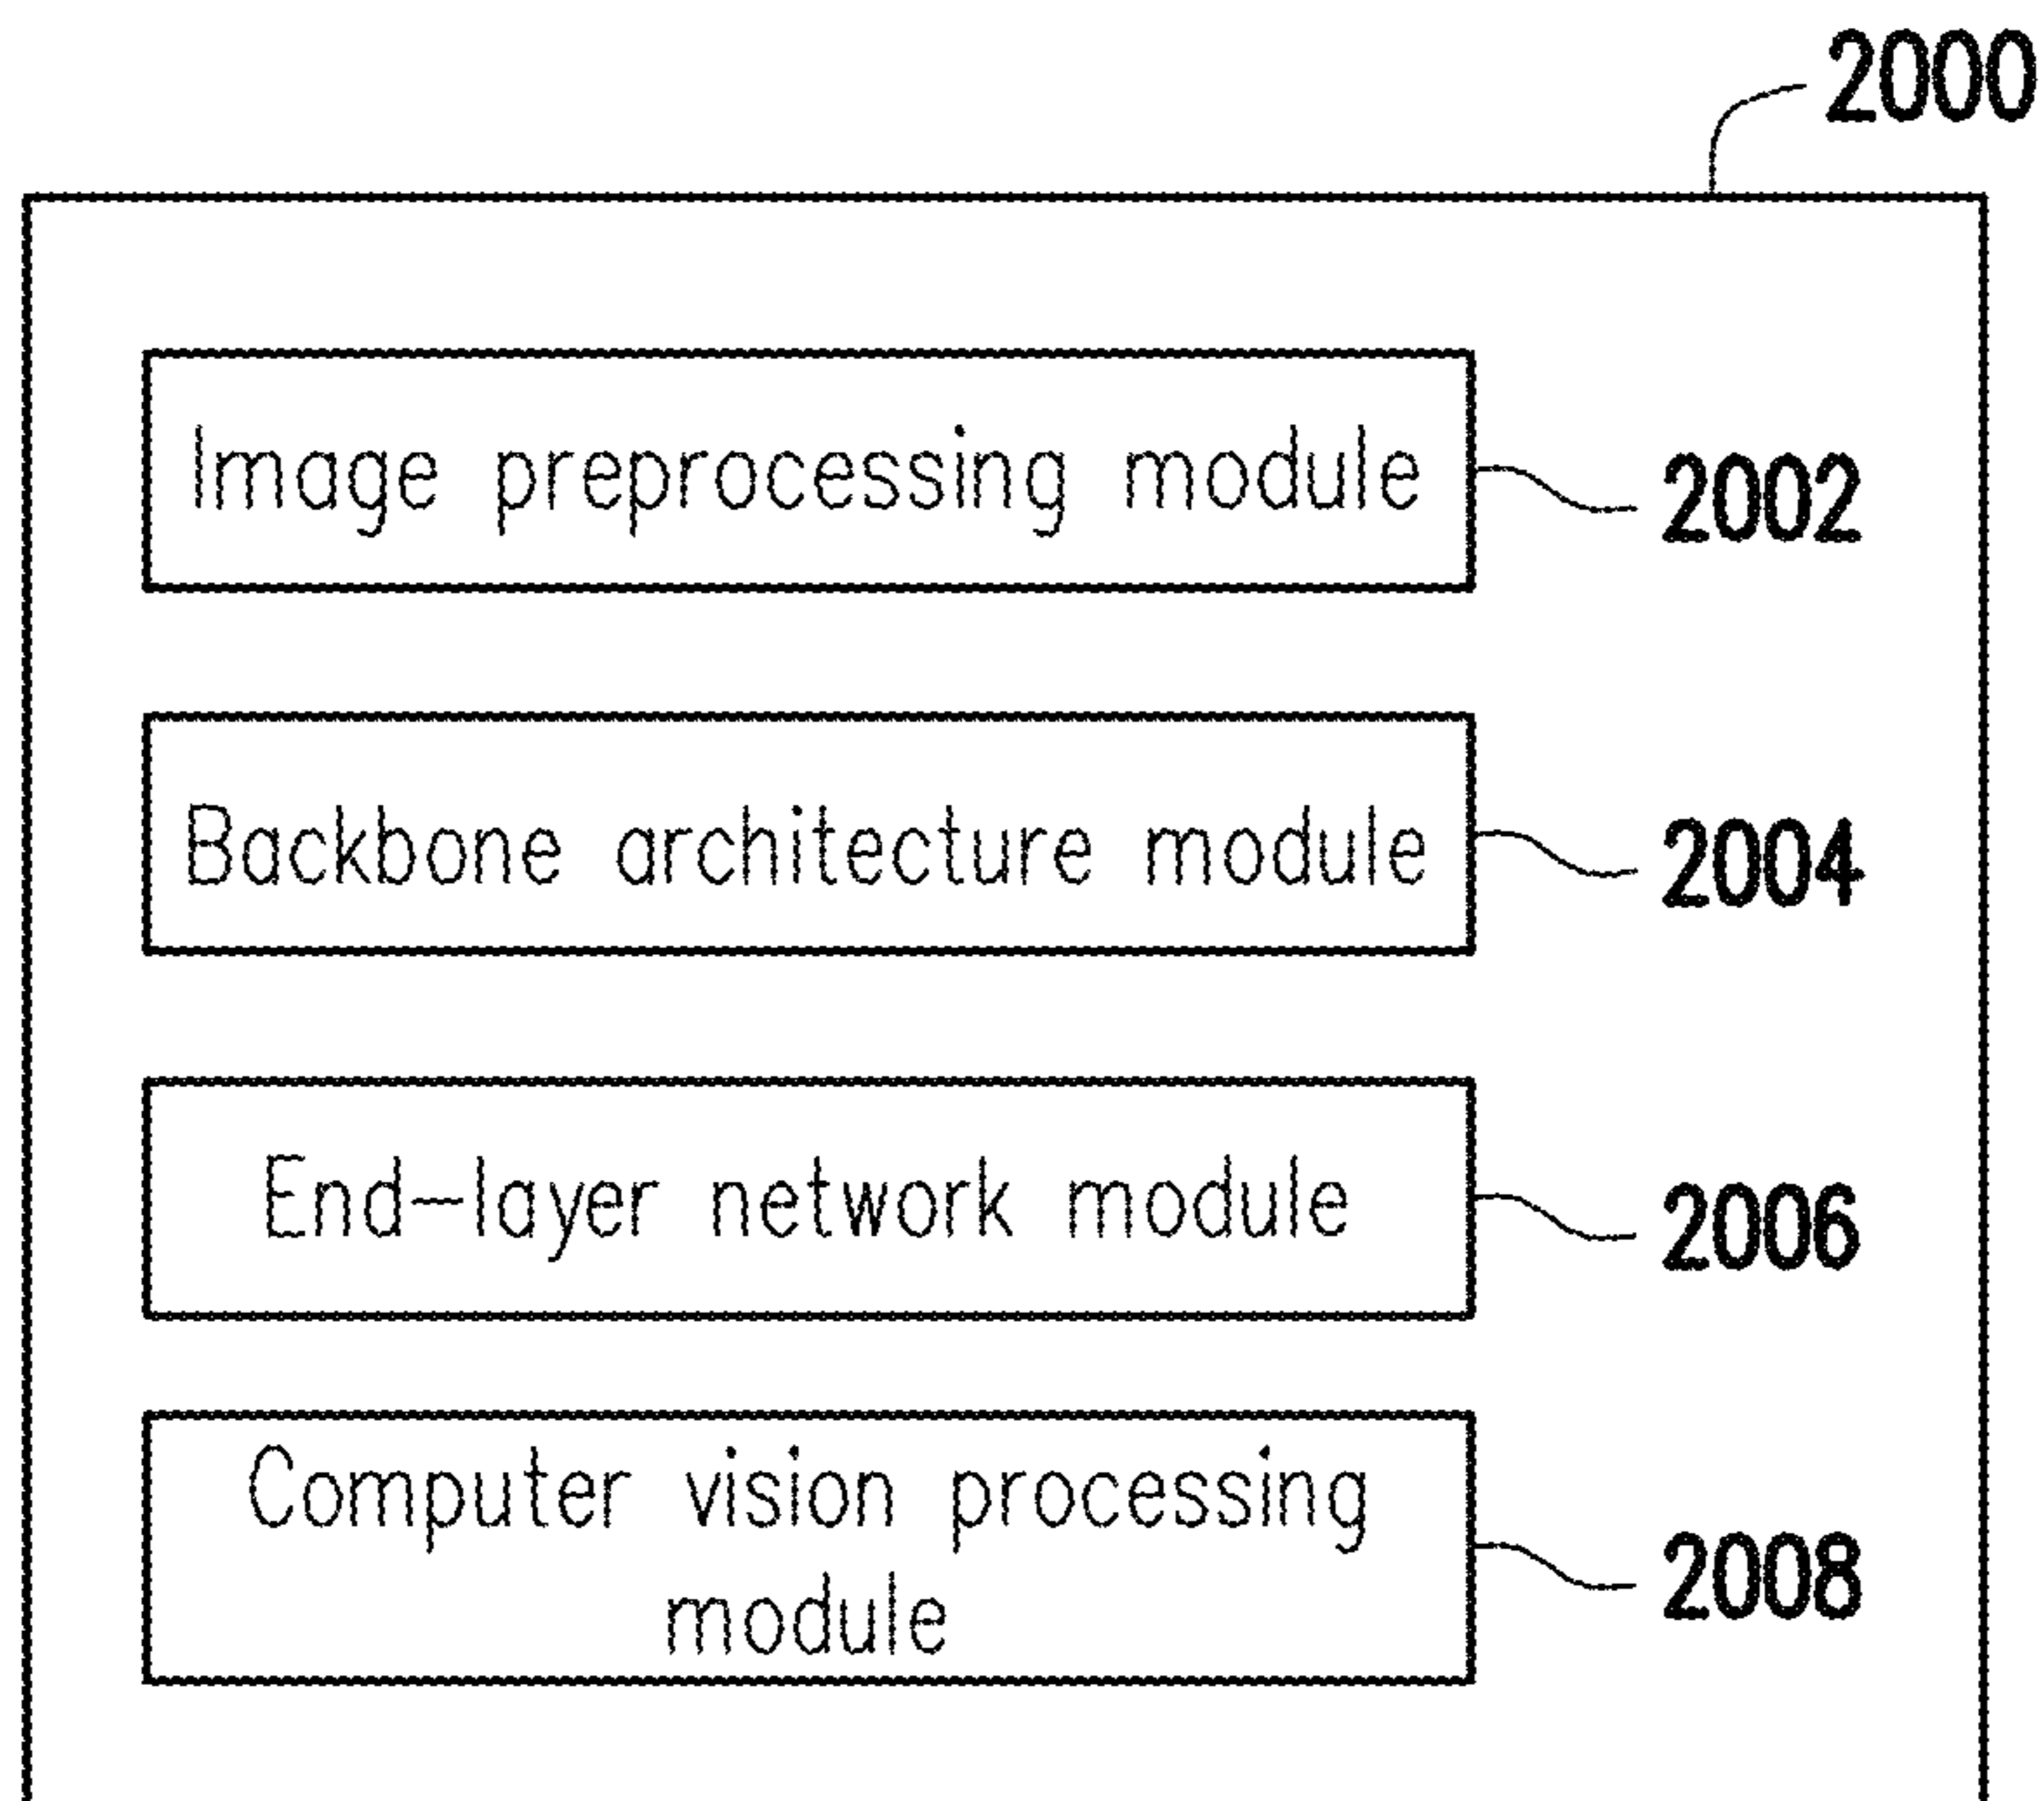 2000
Image preprocessing module 2002
Backbone architecture module 2004
End-layer network module 2006
Computer vision processing
module 2008